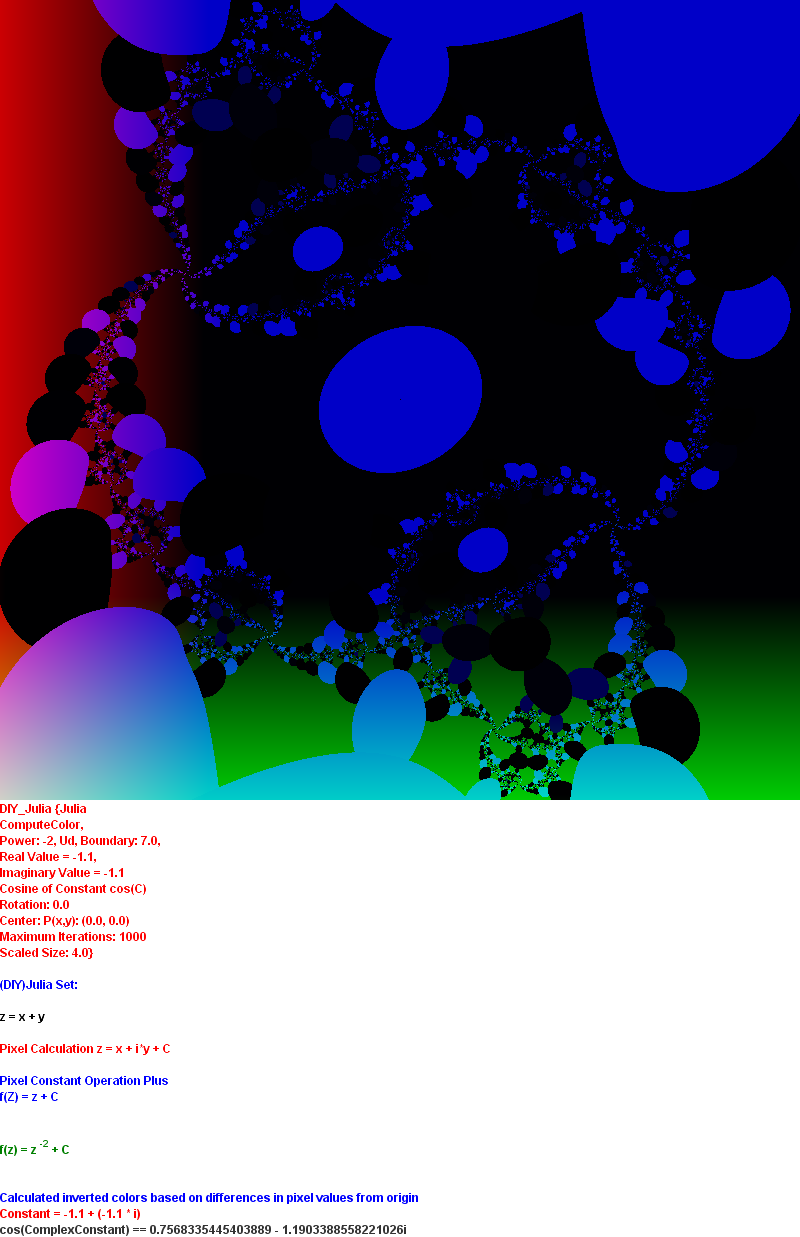 DIY_Julia {Julia
ComputeColor,
Power: -2, Ud, Boundary: 7.0,
Real Value = -1.1,
Imaginary Value = -1.1
Cosine of Constant cos(C)
Rotation: 0.0
Center: P(x,y): (0.0, 0.0)
Maximum Iterations: 1000
Scaled Size: 4.0}
(DIY)Julia Set:
z = x + y
Pixel Calculation z = x + i*y + C
Pixel Constant Operation Plus
f(Z) = z + C
f(z) = z -2 + C
Calculated inverted colors based on differences in pixel values from origin
Constant = -1.1 + (-1.1 * i)
cos(ComplexConstant) == 0.7568335445403889 - 1.1903388558221026i